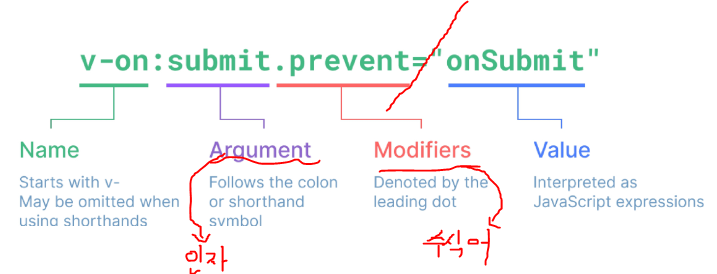 v-on:submit.prevent="onSubmit"
Name Argument Modifiers Value
Starts with v- Follows the colon Denoted by the Interpreted as
May be omitted when or shorthand leading dot JavaScript expressions
using shorthands symbol
인자 수식어